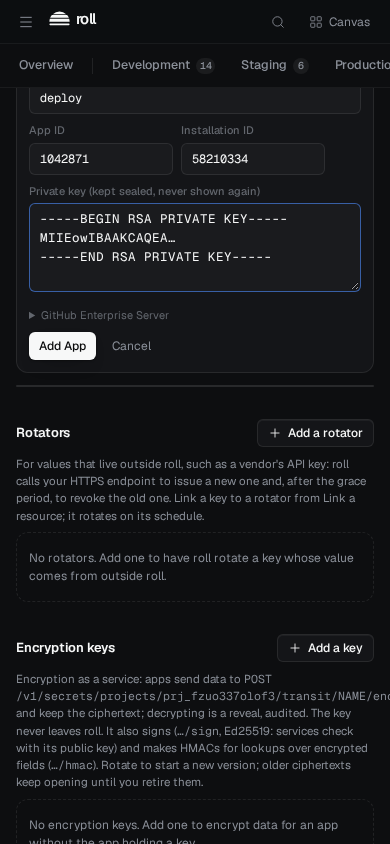 roll
Canvas
Overview
Development 14
Staging 6
deploy
App ID
Installation ID
1042871
58210334
Private key (kept sealed, never shown again)
-----BEGIN RSA PRIVATE KEY-----
MIIEowIBAAKCAQEA…
-----END RSA PRIVATE KEY-----
GitHub Enterprise Server
Add App
Cancel
Rotators
Add a rotator
For values that live outside roll, such as a vendor's API key: roll
calls your HTTPS endpoint to issue a new one and, after the grace
period, to revoke the old one. Link a key to a rotator from Link a
resource; it rotates on its schedule.
No rotators. Add one to have roll rotate a key whose value
comes from outside roll.
Encryption keys
Add a key
Encryption as a service: apps send data to POST
/v1/secrets/projects/prj_fzuo337olof3/transit/NAME/enc
and keep the ciphertext; decrypting is a reveal, audited. The key
never leaves roll. It also signs (…/sign, Ed25519: services check
with its public key) and makes HMACs for lookups over encrypted
fields (…/hmac). Rotate to start a new version; older ciphertexts
keep opening until you retire them.
No encryption keys. Add one to encrypt data for an app
without the app holding a key.